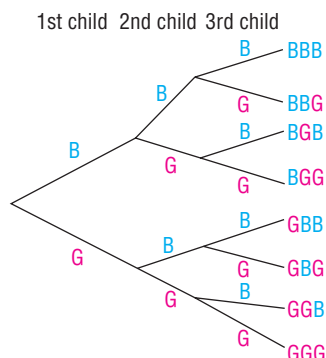 1st child 2nd child 3rd child
B BBB
B
G BBG
B BGB
B
G
G BGG
B GBB
B
G
G GBG
B GGB
G
G GGG